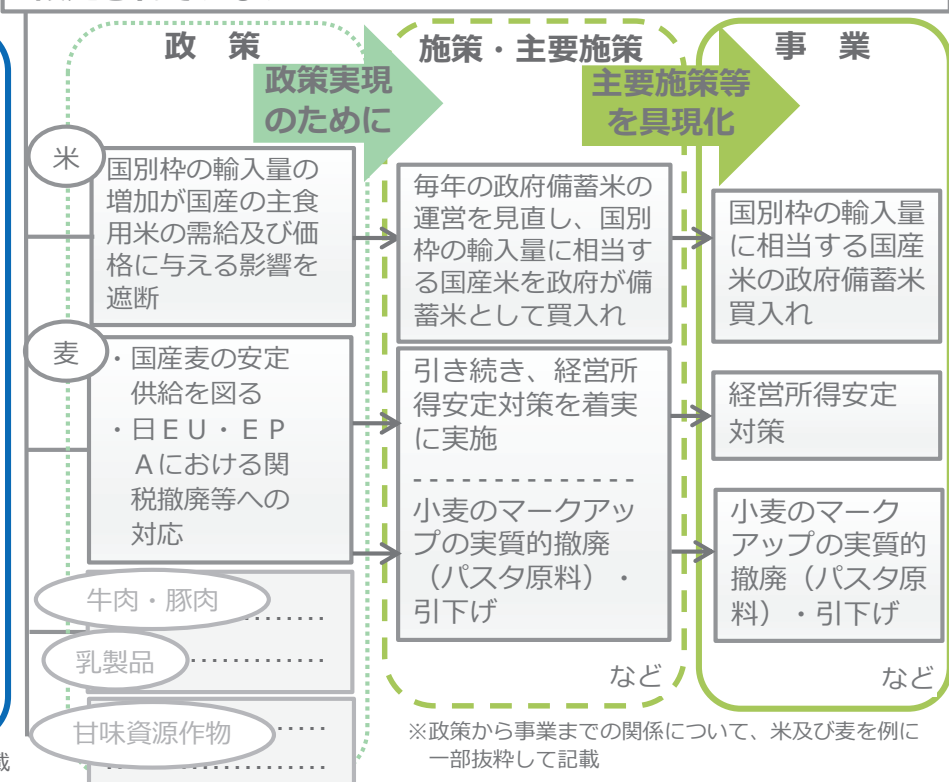 政 策
施策・主要施策
事 業
政策実現
のために
主要施策等
を具現化
米
国別枠の輸入量の
増加が国産の主食
用米の需給及び価
格に与える影響を
遮断
毎年の政府備蓄米の
運営を見直し、国別
枠の輸入量に相当す
る国産米を政府が備
蓄米として買入れ
国別枠の輸入量
に相当する国産
米の政府備蓄米
買入れ
麦
・国産麦の安定
供給を図る
・日ＥＵ・ＥＰ
Ａにおける関
税撤廃等への
対応
引き続き、経営所
得安定対策を着実
に実施
- - - - - - - - - - - - - -
小麦のマークアッ
プの実質的撤廃
（パスタ原料）・
引下げ
経営所得安定
対策
小麦のマーク
アップの実質的
撤廃（パスタ原
料）・引下げ
牛肉・豚肉
乳製品
甘味資源作物
など
など
※政策から事業までの関係について、米及び麦を例に
一部抜粋して記載
載